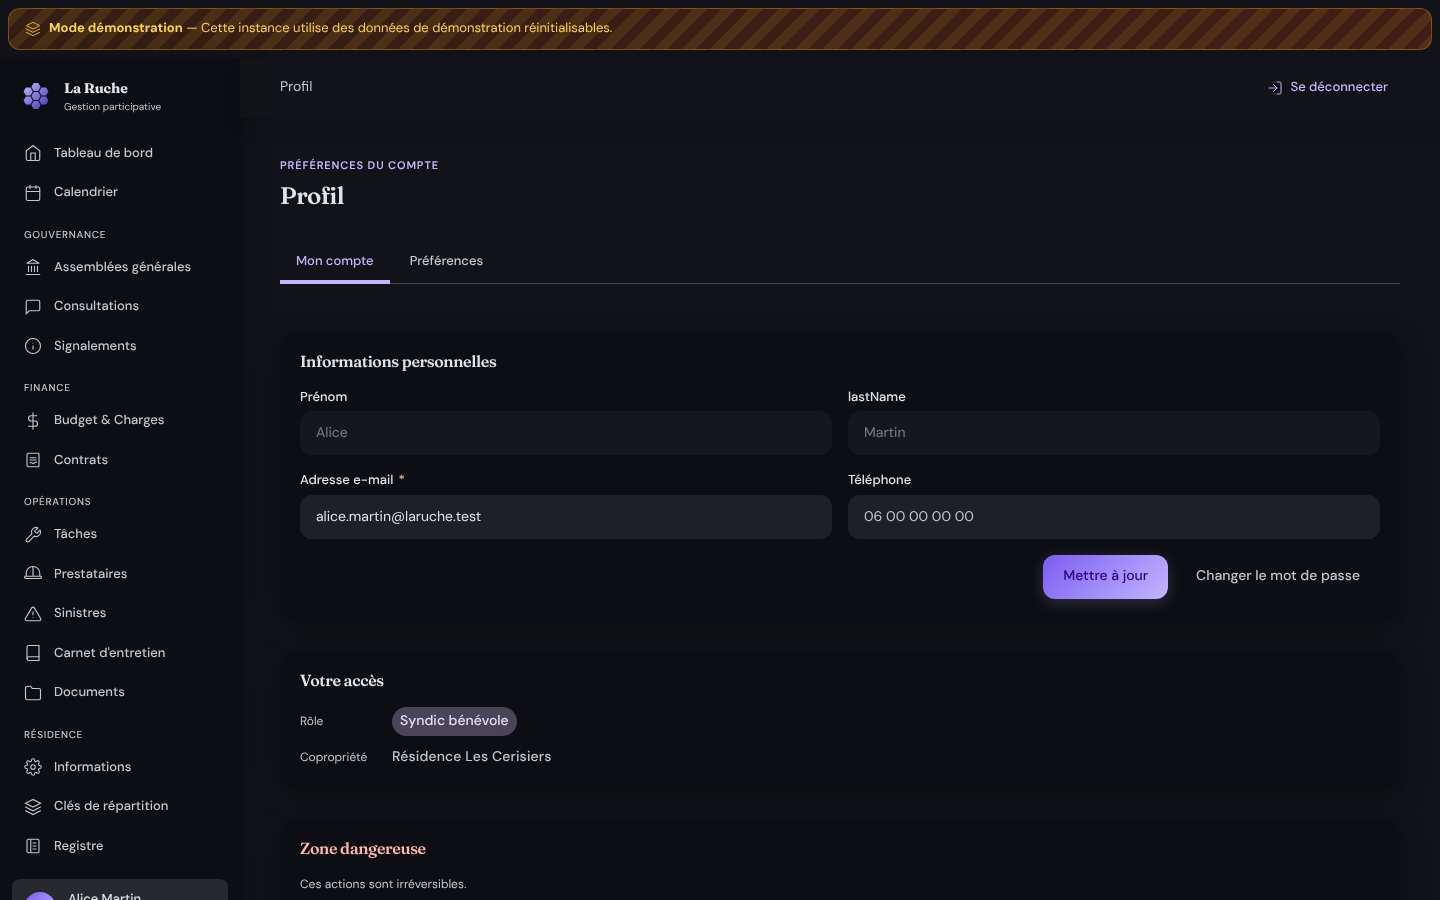 Mode démonstration — Cette instance utilise des données de démonstration réinitialisables.
La Ruche
Gestion participative
Tableau de bord
Calendrier
GOUVERNANCE
Assemblées générales
Consultations
Signalements
FINANCE
Budget & Charges
Contrats
OPÉRATIONS
Tâches
Prestataires
Sinistres
Carnet d'entretien
Documents
RÉSIDENCE
Informations
Clés de répartition
Registre
Alice Martin
Profil
Se déconnecter
PRÉFÉRENCES DU COMPTE
Profil
Mon compte
Préférences
Informations personnelles
Prénom
Alice
lastName
Martin
Adresse e-mail *
alice.martin@laruche.test
Téléphone
06 00 00 00 00
Mettre à jour
Changer le mot de passe
Votre accès
Rôle
Syndic bénévole
Copropriété
Résidence Les Cerisiers
Zone dangereuse
Ces actions sont irréversibles.